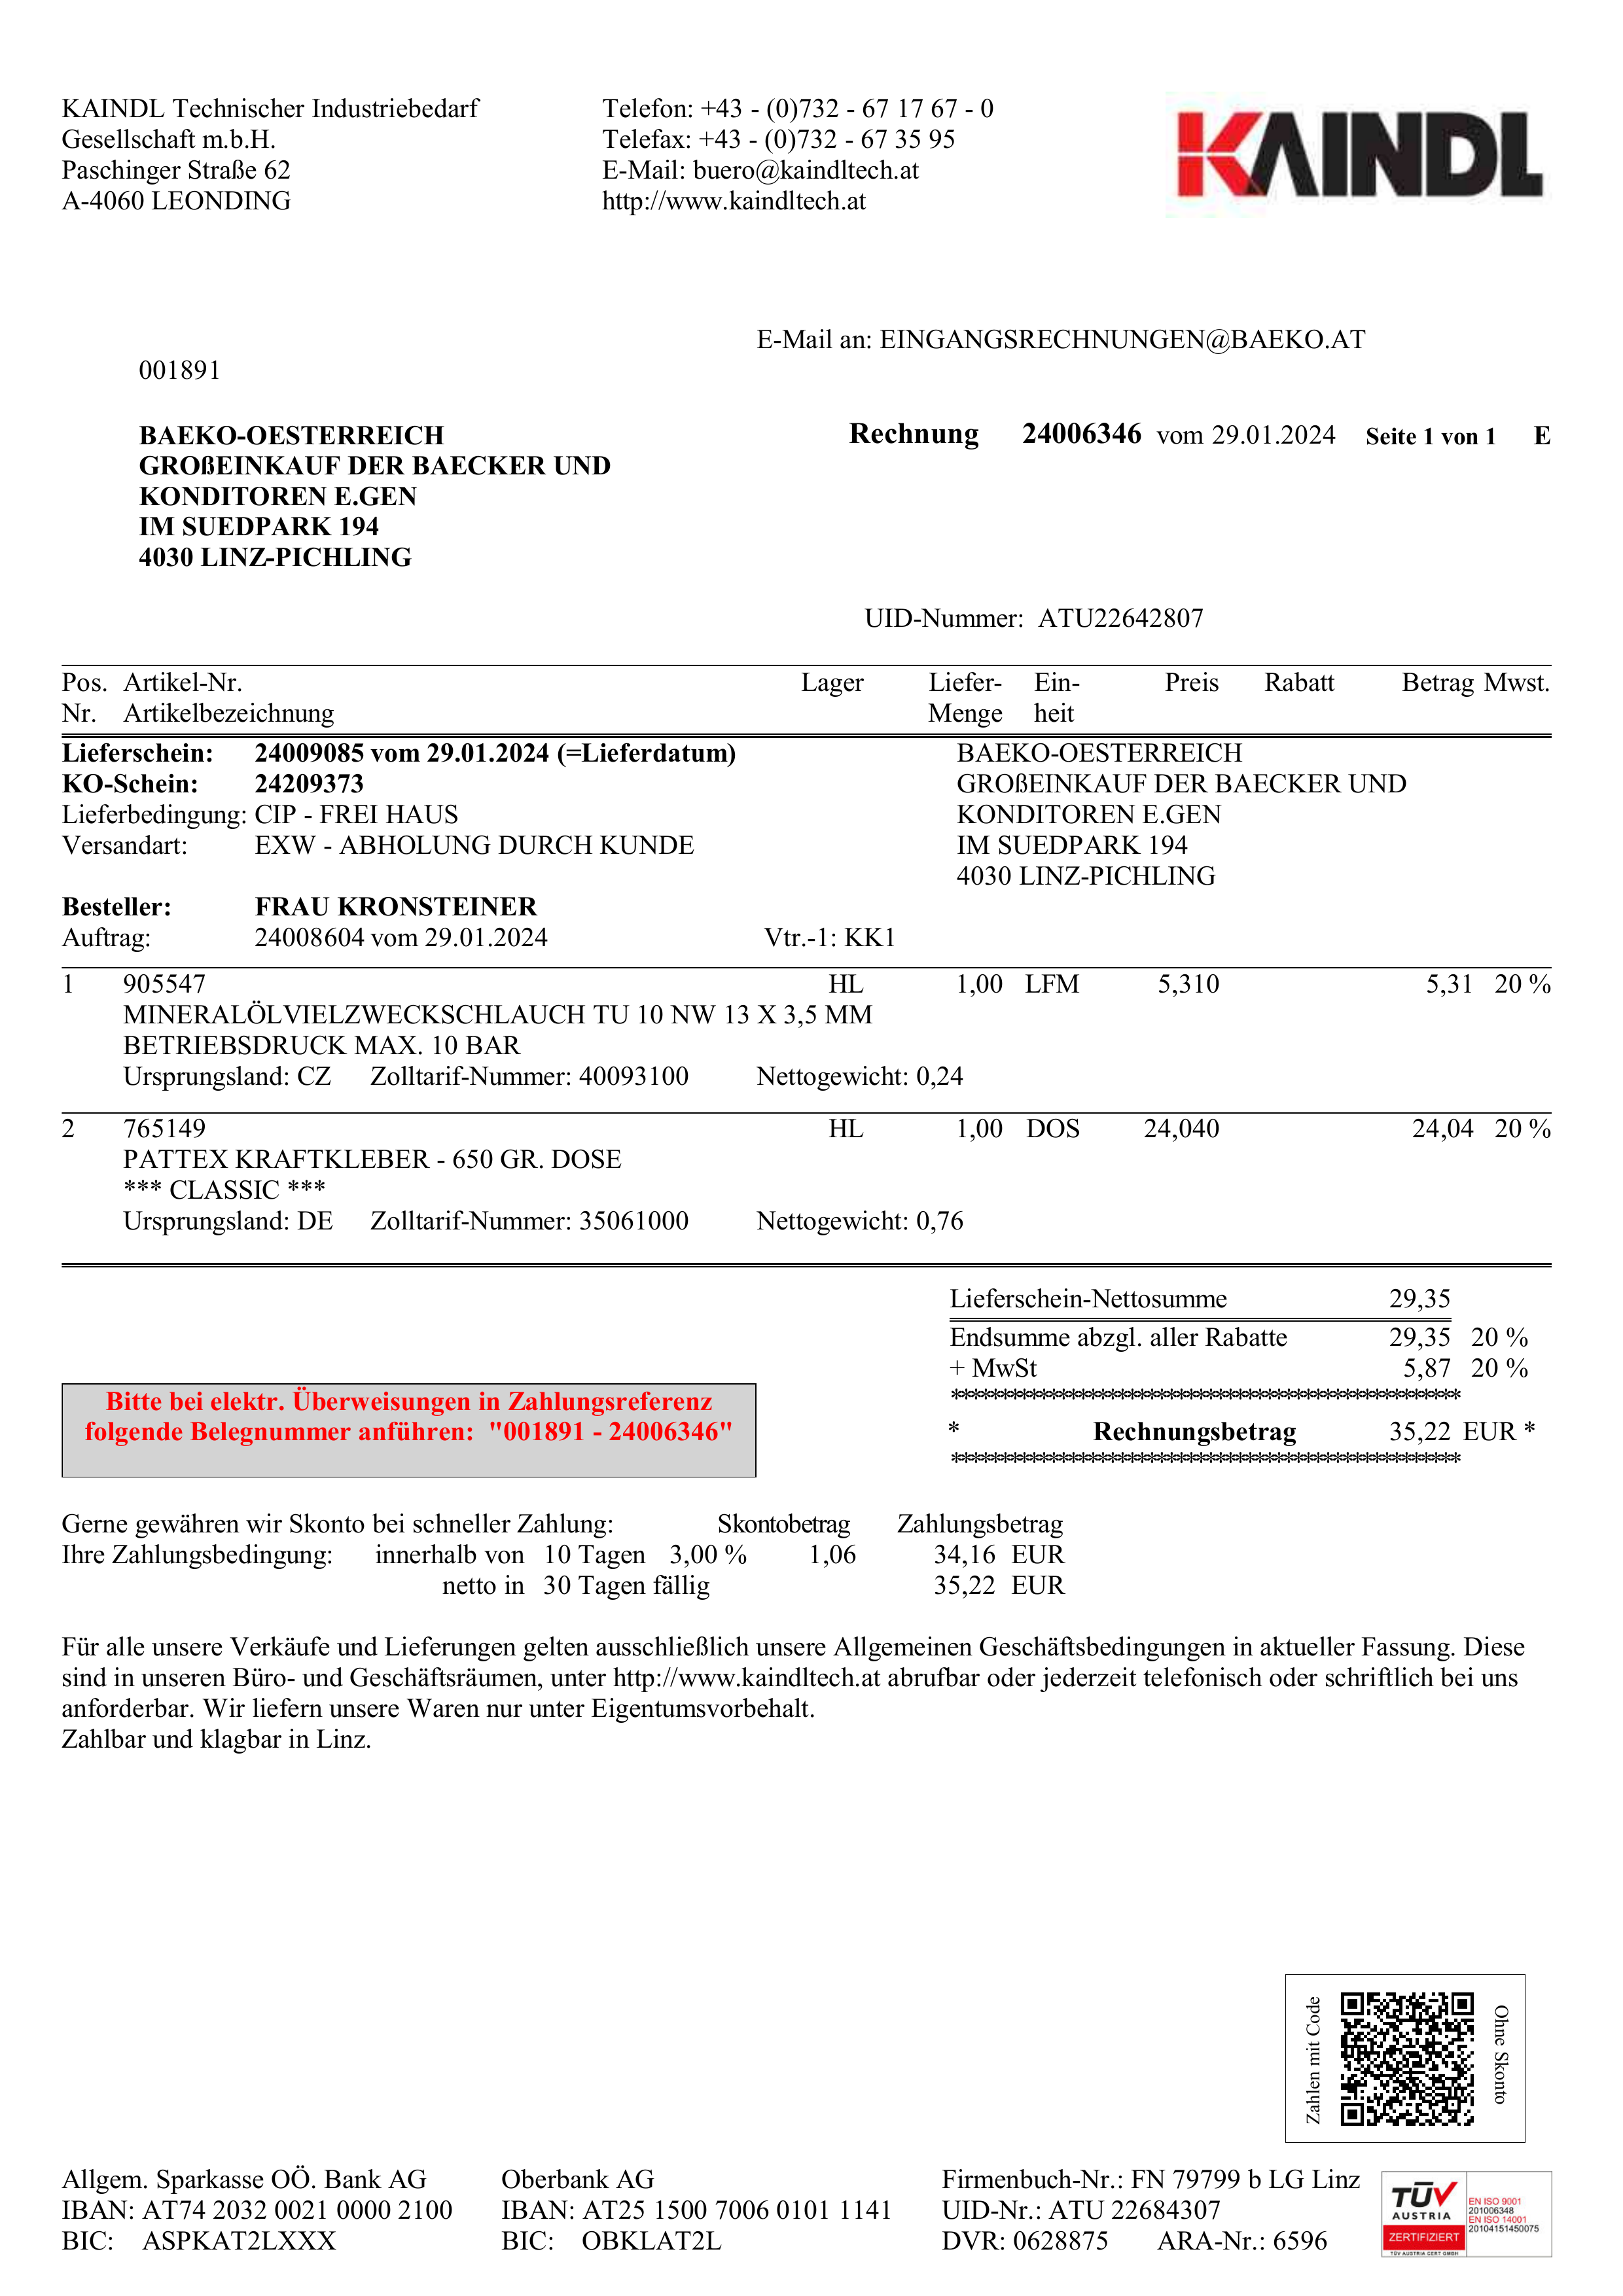 KAINDL Technischer Industriebedarf
Gesellschaft m.b.H.
Paschinger Straße 62
A-4060 LEONDING
Telefon: +43 - (0)732 - 67 17 67 - 0
Telefax: +43 - (0)732 - 67 35 95
E-Mail: buero@kaindltech.at
http://www.kaindltech.at
KAINDL
E-Mail an: EINGANGSRECHNUNGEN@BAEKO.AT
001891
BAEKO-OESTERREICH
GROßEINKAUF DER BAECKER UND
KONDITOREN E.GEN
IM SUEDPARK 194
4030 LINZ-PICHLING
Rechnung 24006346 vom 29.01.2024 Seite 1 von 1 E
UID-Nummer: ATU22642807
Pos. Artikel-Nr. Lager Liefer- Ein- Preis Rabatt Betrag Mwst.
Nr. Artikelbezeichnung Menge heit
Lieferschein: 24009085 vom 29.01.2024 (=Lieferdatum)
KO-Schein: 24209373
Lieferbedingung: CIP - FREI HAUS
Versandart: EXW - ABHOLUNG DURCH KUNDE
BAEKO-OESTERREICH
GROßEINKAUF DER BAECKER UND
KONDITOREN E.GEN
IM SUEDPARK 194
4030 LINZ-PICHLING
Besteller: FRAU KRONSTEINER
Auftrag: 24008604 vom 29.01.2024 Vtr.-1: KK1
1 905547 HL 1,00 LFM 5,310 5,31 20 %
MINERALÖLVIELZWECKSCHLAUCH TU 10 NW 13 X 3,5 MM
BETRIEBSDRUCK MAX. 10 BAR
Ursprungsland: CZ Zolltarif-Nummer: 40093100 Nettogewicht: 0,24
2 765149 HL 1,00 DOS 24,040 24,04 20 %
PATTEX KRAFTKLEBER - 650 GR. DOSE
*** CLASSIC ***
Ursprungsland: DE Zolltarif-Nummer: 35061000 Nettogewicht: 0,76
Lieferschein-Nettosumme 29,35
Endsumme abzgl. aller Rabatte 29,35 20 %
+ MwSt 5,87 20 %
* Rechnungsbetrag 35,22 EUR *
Bitte bei elektr. Überweisungen in Zahlungsreferenz
folgende Belegnummer anführen: "001891 - 24006346"
Gerne gewähren wir Skonto bei schneller Zahlung: Skontobetrag Zahlungsbetrag
Ihre Zahlungsbedingung: innerhalb von 10 Tagen 3,00 % 1,06 34,16 EUR
netto in 30 Tagen fällig 35,22 EUR
Für alle unsere Verkäufe und Lieferungen gelten ausschließlich unsere Allgemeinen Geschäftsbedingungen in aktueller Fassung. Diese
sind in unseren Büro- und Geschäftsräumen, unter http://www.kaindltech.at abrufbar oder jederzeit telefonisch oder schriftlich bei uns
anforderbar. Wir liefern unsere Waren nur unter Eigentumsvorbehalt.
Zahlbar und klagbar in Linz.
Zahlen mit Code
Ohne Skonto
Allgem. Sparkasse OÖ. Bank AG
IBAN: AT74 2032 0021 0000 2100
BIC: ASPKAT2LXXX
Oberbank AG
IBAN: AT25 1500 7006 0101 1141
BIC: OBKLAT2L
Firmenbuch-Nr.: FN 79799 b LG Linz
UID-Nr.: ATU 22684307
DVR: 0628875 ARA-Nr.: 6596
TÜV
AUSTRIA
ZERTIFIZIERT
TÜV AUSTRIA CERT GMBH
EN ISO 9001
201006348
EN ISO 14001
20104151450075